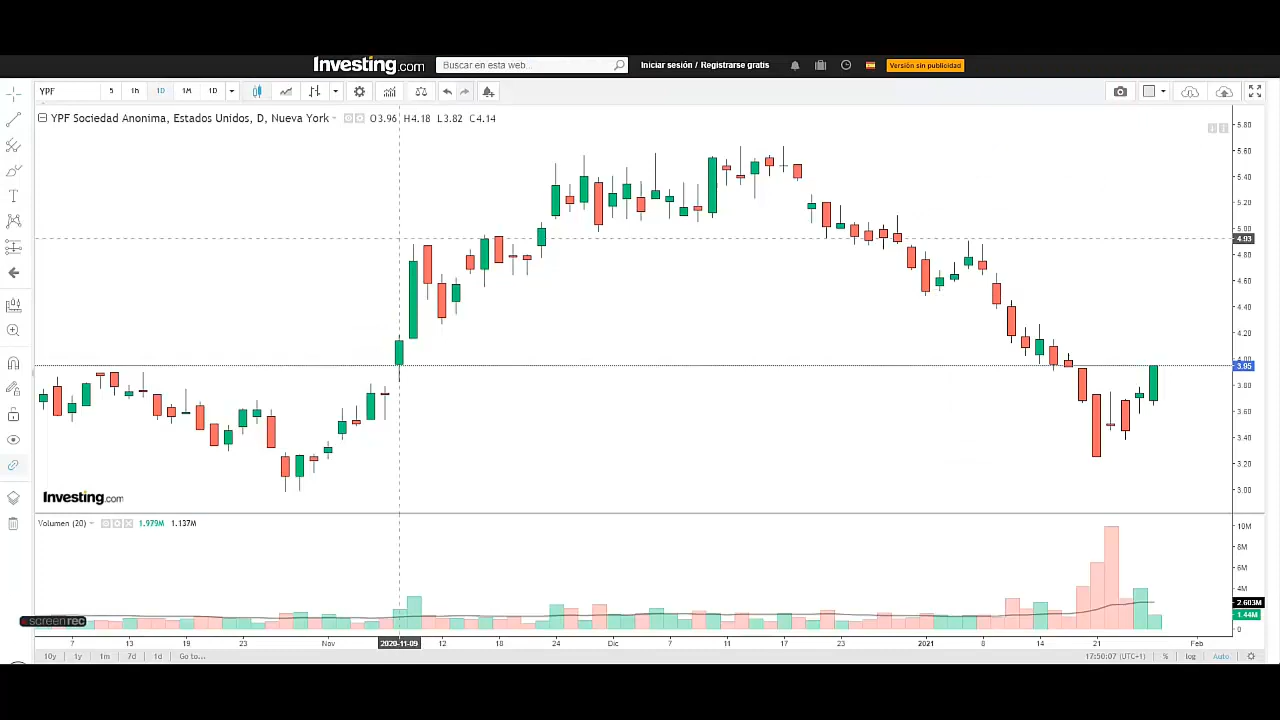 Investing.com
Buscar en esta web...
Iniciar sesión / Registrarse gratis
Versión sin publicidad
YPF 5 1h 1D 1M 1D
YPF Sociedad Anonima, Estados Unidos, D, Nueva York O3.96 H4.18 L3.82 C4.14
5.80
5.60
5.40
5.20
5.00
4.93
4.80
4.60
4.40
4.20
4.00
3.95
3.80
3.60
3.40
3.20
3.00
Investing.com
Volumen (20) 1.979M 1.137M
10M
8M
6M
4M
2.603M
1.44M
0
screenrec
7 13 19 23 Nov 2020-11-09 12 18 24 Dic 7 11 17 23 2021 8 14 21 Feb
10y 1y 1m 7d 1d Go to... 17:50:07 (UTC+1) % log Auto